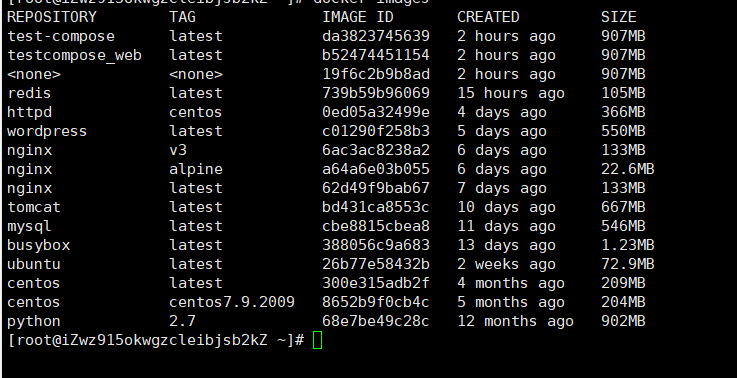 [root@iZwz915okwgzcleibjsb2kZ ~]# docker images
REPOSITORY TAG IMAGE ID CREATED SIZE
test-compose latest da3823745639 2 hours ago 907MB
testcompose_web latest b52474451154 2 hours ago 907MB
<none> <none> 19f6c2b9b8ad 2 hours ago 907MB
redis latest 739b59b96069 15 hours ago 105MB
httpd centos 0ed05a32499e 4 days ago 366MB
wordpress latest c01290f258b3 5 days ago 550MB
nginx v3 6ac3ac8238a2 6 days ago 133MB
nginx alpine a64a6e03b055 6 days ago 22.6MB
nginx latest 62d49f9bab67 7 days ago 133MB
tomcat latest bd431ca8553c 10 days ago 667MB
mysql latest cbe8815cbea8 11 days ago 546MB
busybox latest 388056c9a683 13 days ago 1.23MB
ubuntu latest 26b77e58432b 2 weeks ago 72.9MB
centos latest 300e315adb2f 4 months ago 209MB
centos centos7.9.2009 8652b9f0cb4c 5 months ago 204MB
python 2.7 68e7be49c28c 12 months ago 902MB
[root@iZwz915okwgzcleibjsb2kZ ~]#